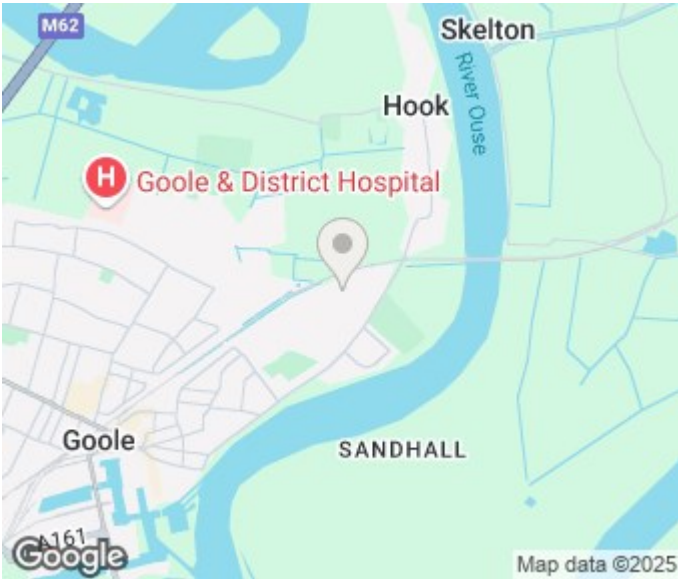 M62
Skelton
River Ouse
Hook
H
Goole & District Hospital
Goole
SANDHALL
A161
Google
Map data ©2025